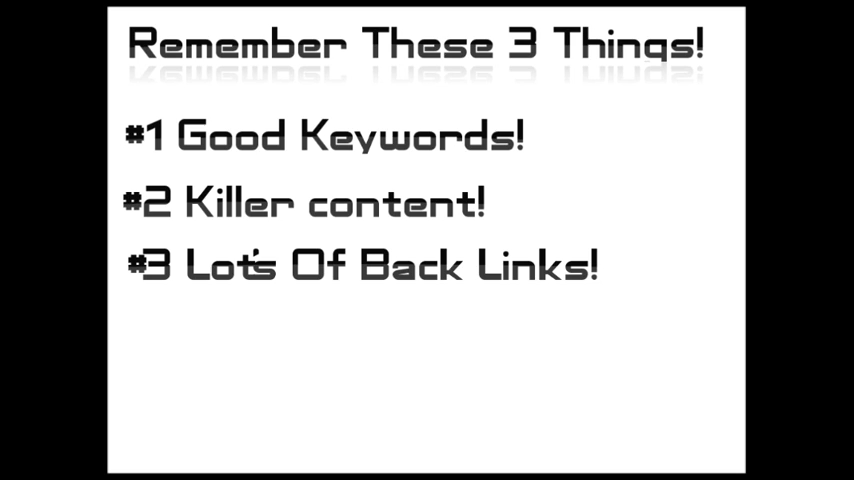 Remember These 3 Things!
#1 Good Keywords!
#2 Killer content!
#3 Lot's Of Back Links!